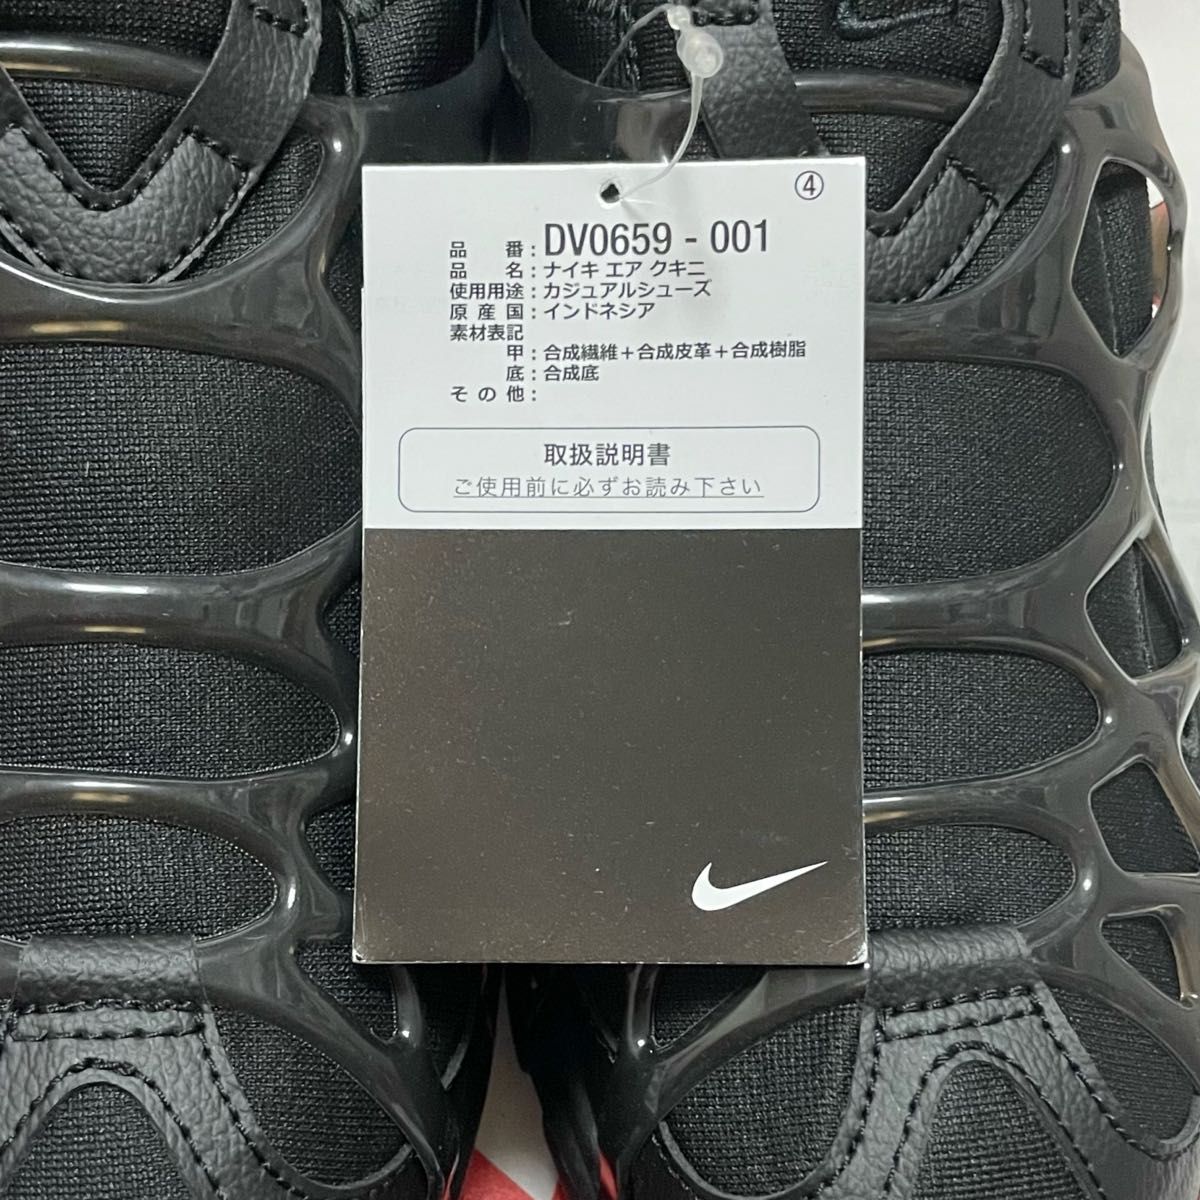 ④
品番：DV0659 - 001
品名：ナイキ エア クキニ
使用用途：カジュアルシューズ
原産国：インドネシア
素材表記
甲：合成繊維＋合成皮革＋合成樹脂
底：合成底
その他：
取扱説明書
ご使用前に必ずお読み下さい